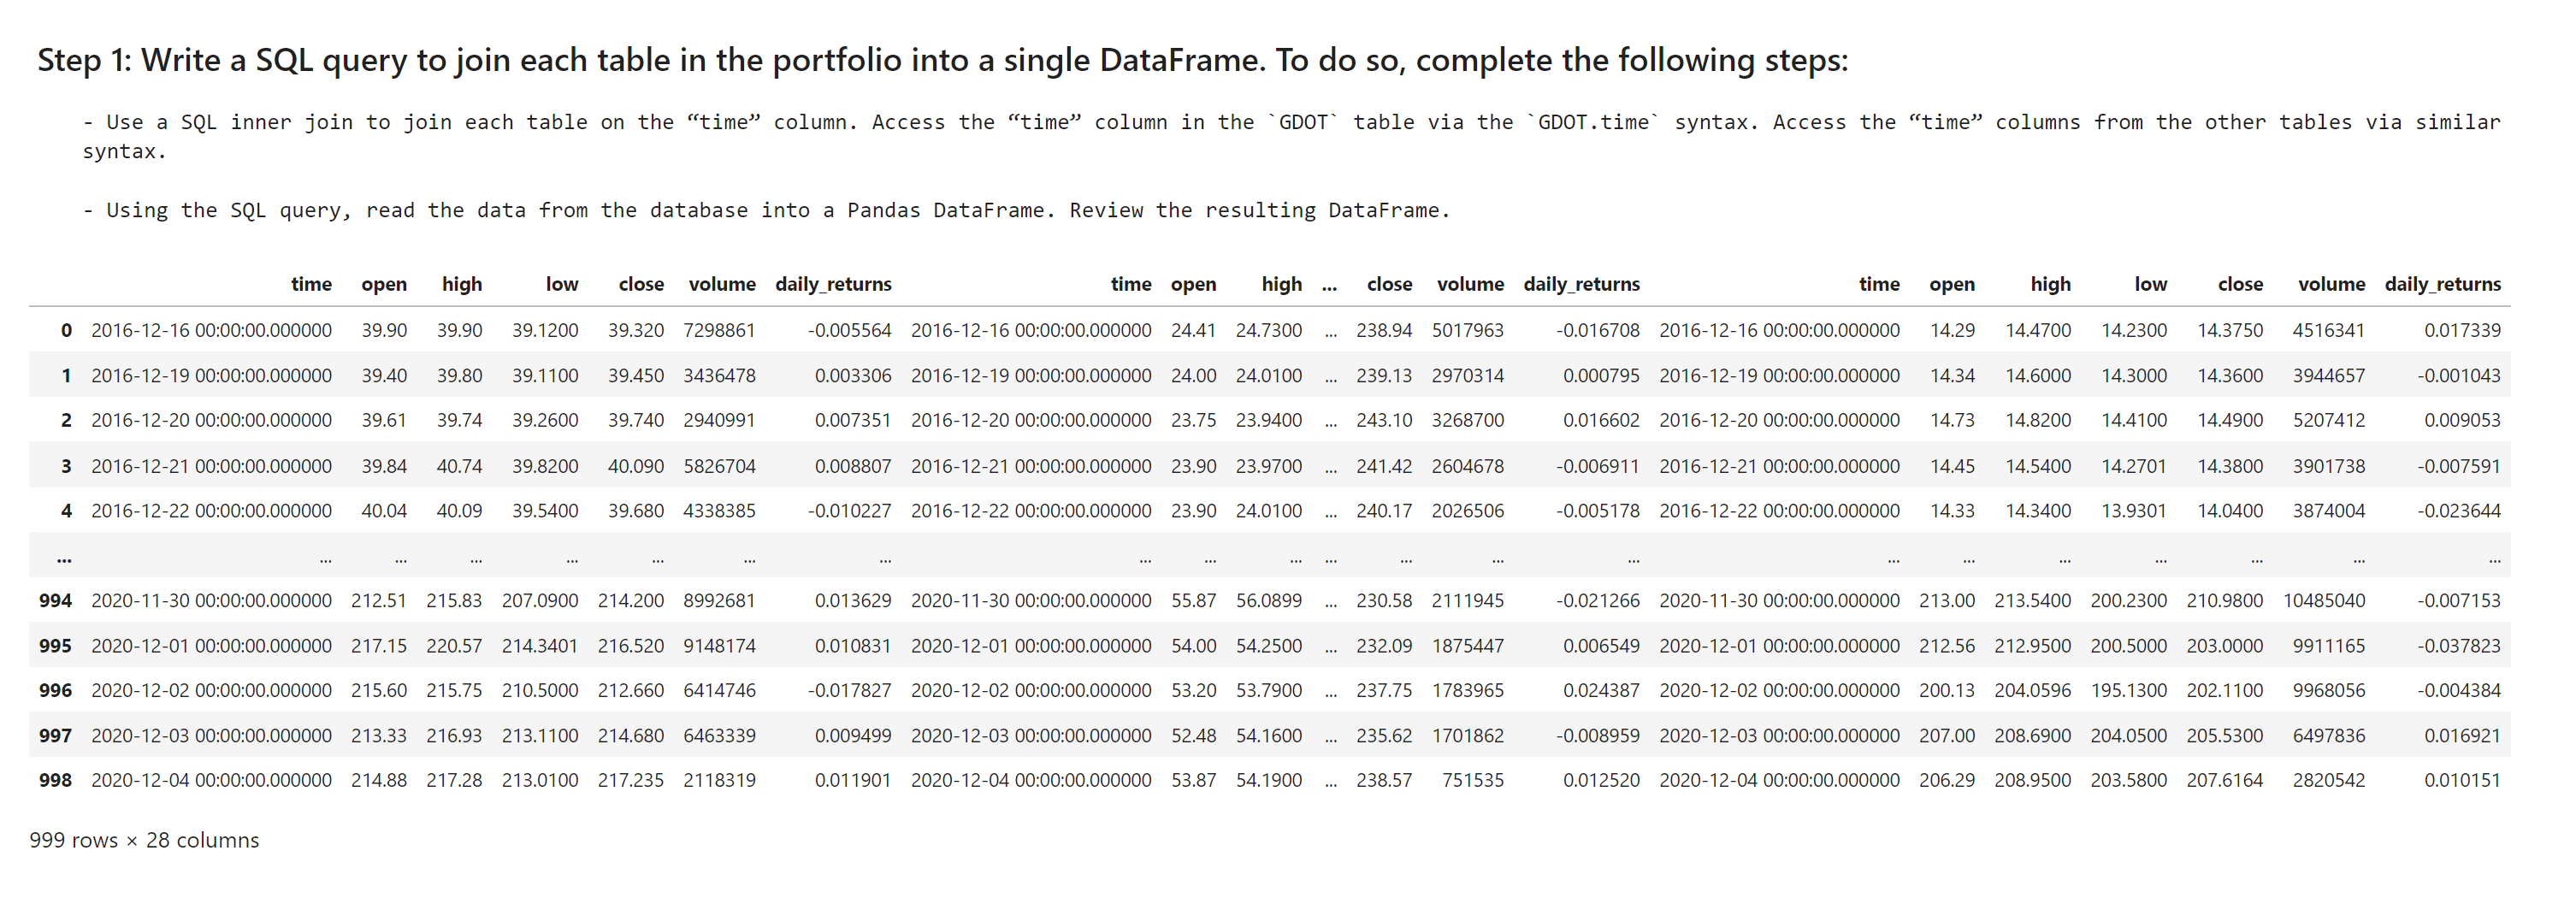 Step 1: Write a SQL query to join each table in the portfolio into a single DataFrame. To do so, complete the following steps:
- Use a SQL inner join to join each table on the “time” column. Access the “time” column in the `GDOT` table via the `GDOT.time` syntax. Access the “time” columns from the other tables via similar
syntax.
- Using the SQL query, read the data from the database into a Pandas DataFrame. Review the resulting DataFrame.
time open high low close volume daily_returns time open high ... close volume daily_returns time open high low close volume daily_returns
0 2016-12-16 00:00:00.000000 39.90 39.90 39.1200 39.320 7298861 -0.005564 2016-12-16 00:00:00.000000 24.41 24.7300 ... 238.94 5017963 -0.016708 2016-12-16 00:00:00.000000 14.29 14.4700 14.2300 14.3750 4516341 0.017339
1 2016-12-19 00:00:00.000000 39.40 39.80 39.1100 39.450 3436478 0.003306 2016-12-19 00:00:00.000000 24.00 24.0100 ... 239.13 2970314 0.000795 2016-12-19 00:00:00.000000 14.34 14.6000 14.3000 14.3600 3944657 -0.001043
2 2016-12-20 00:00:00.000000 39.61 39.74 39.2600 39.740 2940991 0.007351 2016-12-20 00:00:00.000000 23.75 23.9400 ... 243.10 3268700 0.016602 2016-12-20 00:00:00.000000 14.73 14.8200 14.4100 14.4900 5207412 0.009053
3 2016-12-21 00:00:00.000000 39.84 40.74 39.8200 40.090 5826704 0.008807 2016-12-21 00:00:00.000000 23.90 23.9700 ... 241.42 2604678 -0.006911 2016-12-21 00:00:00.000000 14.45 14.5400 14.2701 14.3800 3901738 -0.007591
4 2016-12-22 00:00:00.000000 40.04 40.09 39.5400 39.680 4338385 -0.010227 2016-12-22 00:00:00.000000 23.90 24.0100 ... 240.17 2026506 -0.005178 2016-12-22 00:00:00.000000 14.33 14.3400 13.9301 14.0400 3874004 -0.023644
... ... ... ... ... ... ... ... ... ... ... ... ... ... ... ... ... ... ... ... ... ...
994 2020-11-30 00:00:00.000000 212.51 215.83 207.0900 214.200 8992681 0.013629 2020-11-30 00:00:00.000000 55.87 56.0899 ... 230.58 2111945 -0.021266 2020-11-30 00:00:00.000000 213.00 213.5400 200.2300 210.9800 10485040 -0.007153
995 2020-12-01 00:00:00.000000 217.15 220.57 214.3401 216.520 9148174 0.010831 2020-12-01 00:00:00.000000 54.00 54.2500 ... 232.09 1875447 0.006549 2020-12-01 00:00:00.000000 212.56 212.9500 200.5000 203.0000 9911165 -0.037823
996 2020-12-02 00:00:00.000000 215.60 215.75 210.5000 212.660 6414746 -0.017827 2020-12-02 00:00:00.000000 53.20 53.7900 ... 237.75 1783965 0.024387 2020-12-02 00:00:00.000000 200.13 204.0596 195.1300 202.1100 9968056 -0.004384
997 2020-12-03 00:00:00.000000 213.33 216.93 213.1100 214.680 6463339 0.009499 2020-12-03 00:00:00.000000 52.48 54.1600 ... 235.62 1701862 -0.008959 2020-12-03 00:00:00.000000 207.00 208.6900 204.0500 205.5300 6497836 0.016921
998 2020-12-04 00:00:00.000000 214.88 217.28 213.0100 217.235 2118319 0.011901 2020-12-04 00:00:00.000000 53.87 54.1900 ... 238.57 751535 0.012520 2020-12-04 00:00:00.000000 206.29 208.9500 203.5800 207.6164 2820542 0.010151
999 rows × 28 columns